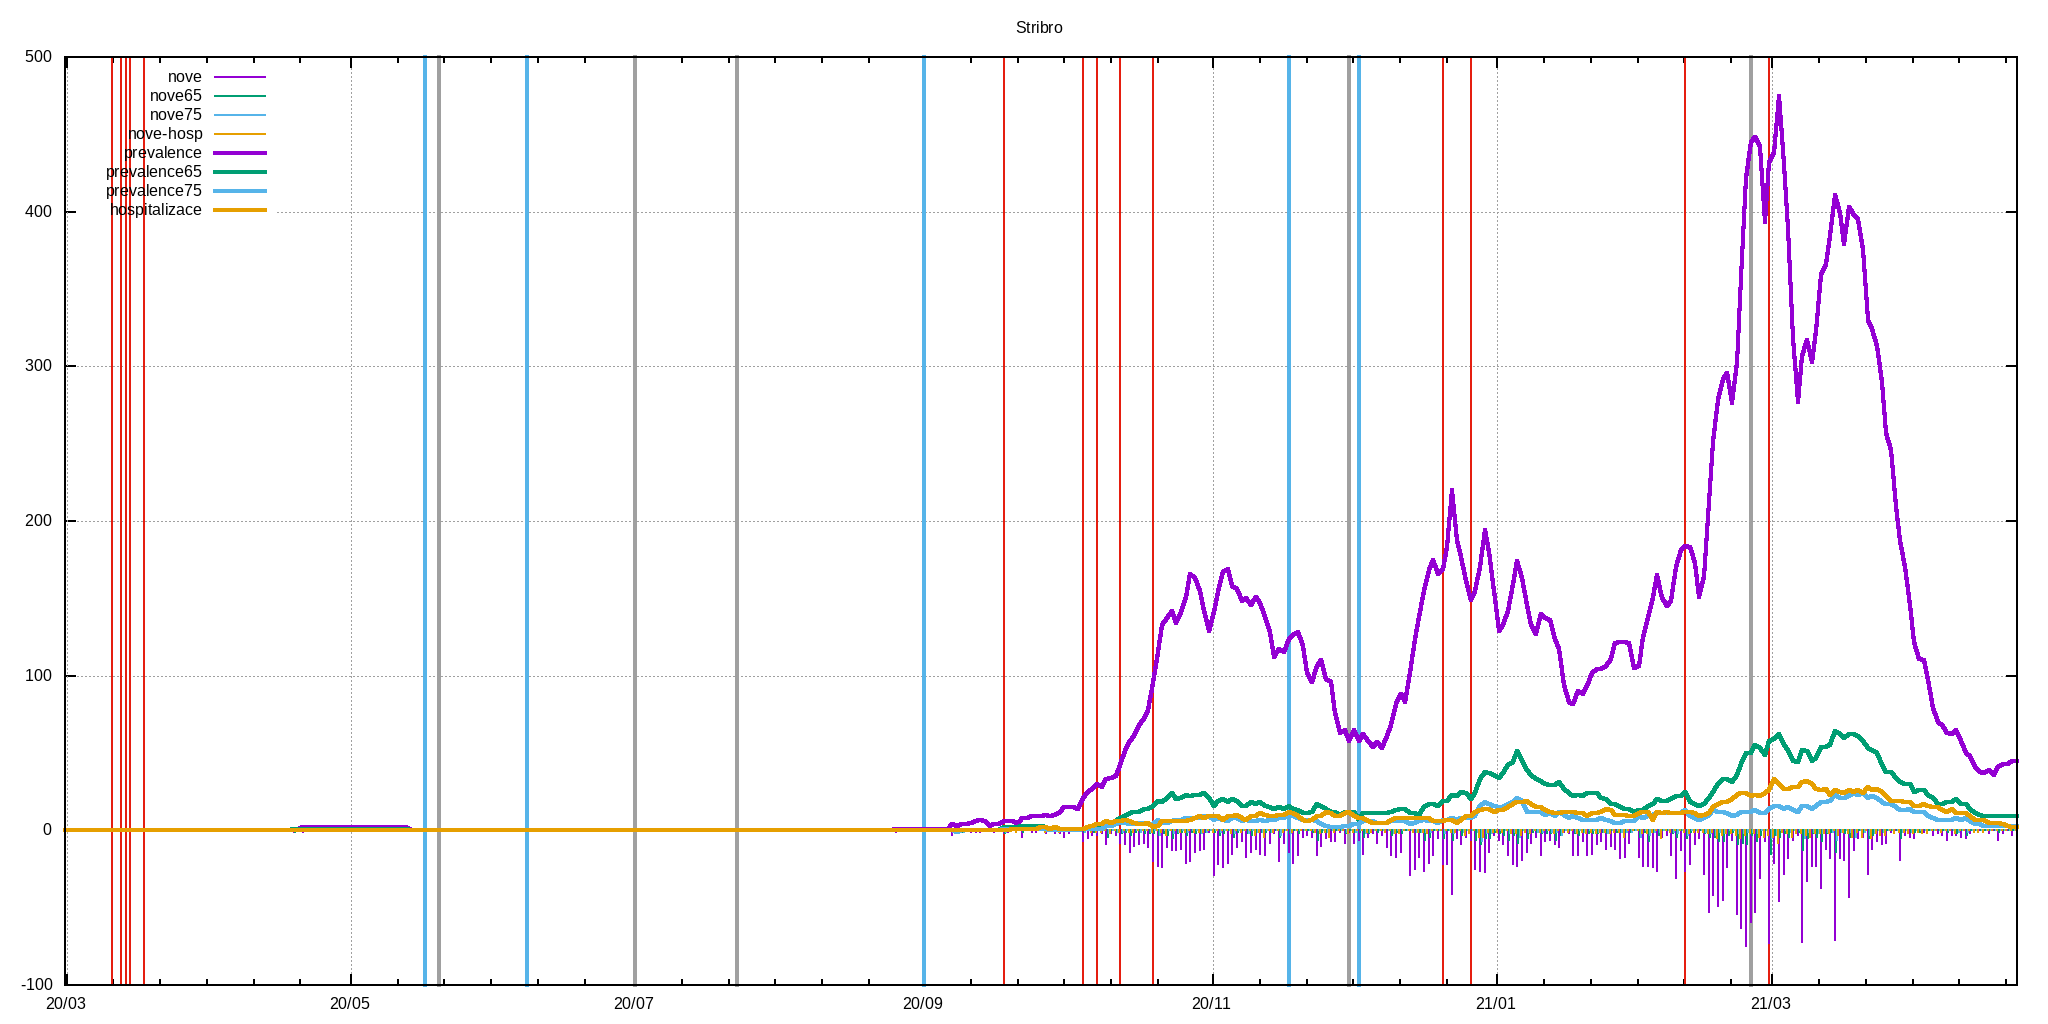 Stribro
500
nove
nove65
nove75
nove-hosp
prevalence
prevalence65
prevalence75
hospitalizace
400
300
200
100
0
-100
20/03 20/05 20/07 20/09 20/11 21/01 21/03